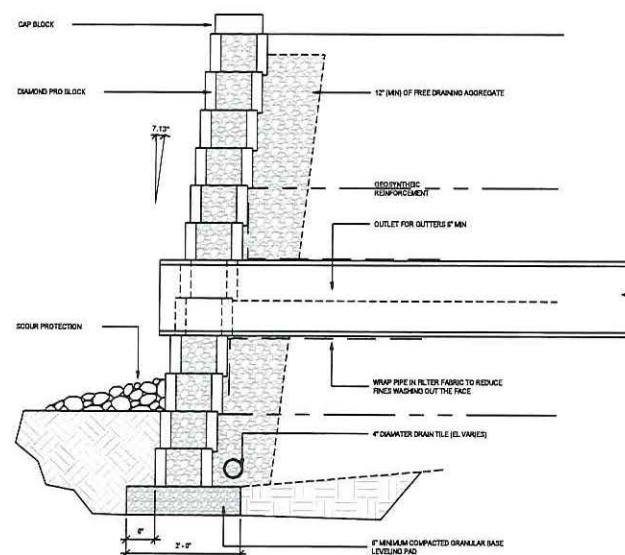 CAP BLOCK
DIAMOND PRO BLOCK
12" (MIN) OF FREE DRAINING AGGREGATE
7.13°
GEOSYNTHETIC
REINFORCEMENT
OUTLET FOR GUTTERS 6" MIN
SCOUR PROTECTION
WRAP PIPE IN FILTER FABRIC TO REDUCE
FINES WASHING OUT THE FACE
4" DIAMATER DRAIN TILE (EL VARIES)
6"
2' - 0"
6" MINIMUM COMPACTED GRANULAR BASE
LEVELING PAD